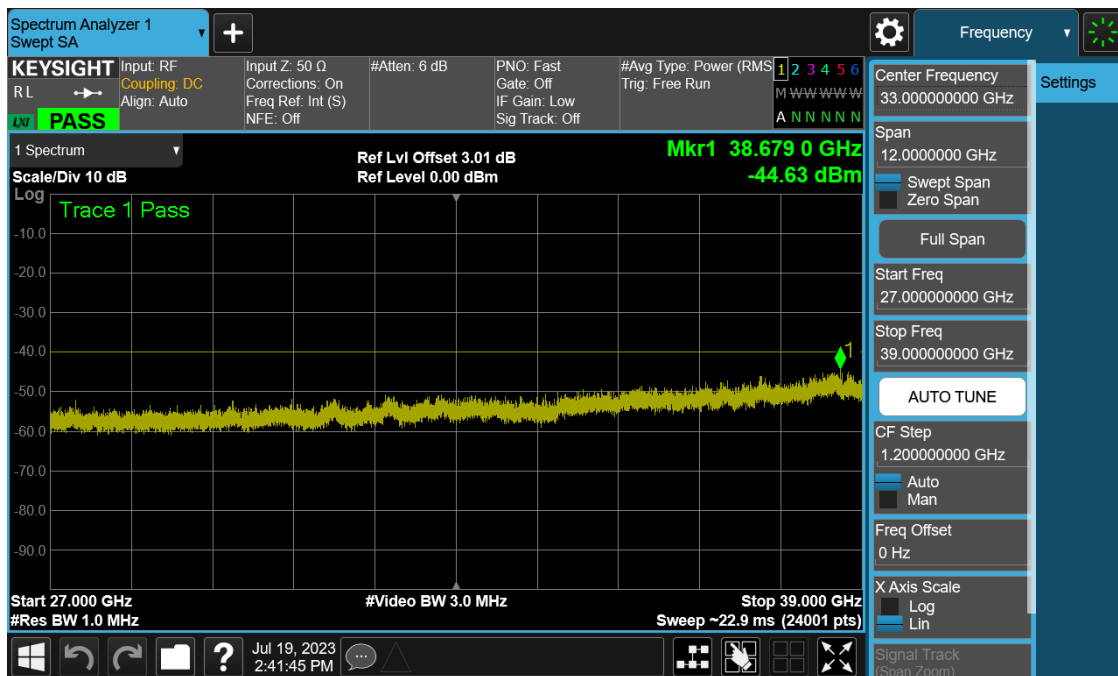 Spectrum Analyzer 1
Swept SA
+
Frequency
KEYSIGHT
RL
LXI
PASS
Input: RF
Coupling: DC
Align: Auto
Input Z: 50 Ω
Corrections: On
Freq Ref: Int (S)
NFE: Off
#Atten: 6 dB
PNO: Fast
Gate: Off
IF Gain: Low
Sig Track: Off
#Avg Type: Power (RMS
Trig: Free Run
1 2 3 4 5 6
M W W W W W
A N N N N N
1 Spectrum
Scale/Div 10 dB
Ref Lvl Offset 3.01 dB
Ref Level 0.00 dBm
Mkr1 38.679 0 GHz
-44.63 dBm
Log
Trace 1 Pass
-10.0
-20.0
-30.0
-40.0
1
-50.0
-60.0
-70.0
-80.0
-90.0
Start 27.000 GHz
#Res BW 1.0 MHz
#Video BW 3.0 MHz
Stop 39.000 GHz
Sweep ~22.9 ms (24001 pts)
Center Frequency
33.000000000 GHz
Span
12.0000000 GHz
Swept Span
Zero Span
Full Span
Start Freq
27.000000000 GHz
Stop Freq
39.000000000 GHz
AUTO TUNE
CF Step
1.200000000 GHz
Auto
Man
Freq Offset
0 Hz
X Axis Scale
Log
Lin
Signal Track
(Span Zoom)
Settings
?
Jul 19, 2023
2:41:45 PM